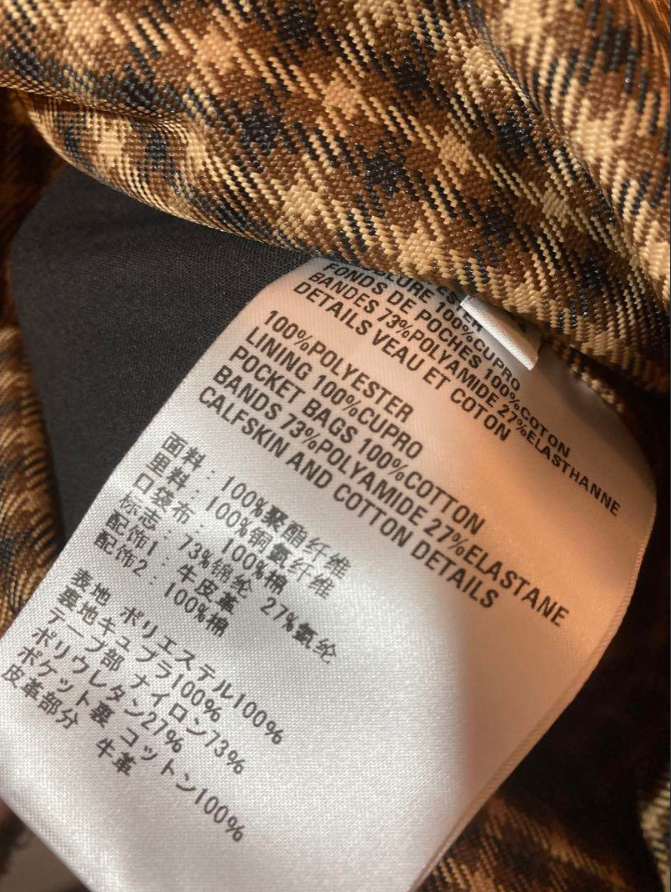 FONDS DE POCHES 100%COTON
BANDES 73%POLYAMIDE 27%ELASTHANNE
DETAILS VEAU ET COTON
100%POLYESTER
LINING 100%CUPRO
POCKET BAGS 100%COTTON
BANDS 73%POLYAMIDE 27%ELASTANE
CALFSKIN AND COTTON DETAILS
面料：100%聚酯纤维
里料：100%铜氨纤维
口袋布：100%棉
标志：73%锦纶 27%氨纶
配饰1：牛皮革
配饰2：100%棉
表地 ポリエステル100%
裏地キュプラ100%
テープ部 ナイロン73%
ポリウレタン27%
ポケット裏 コットン100%
皮革部分 牛革